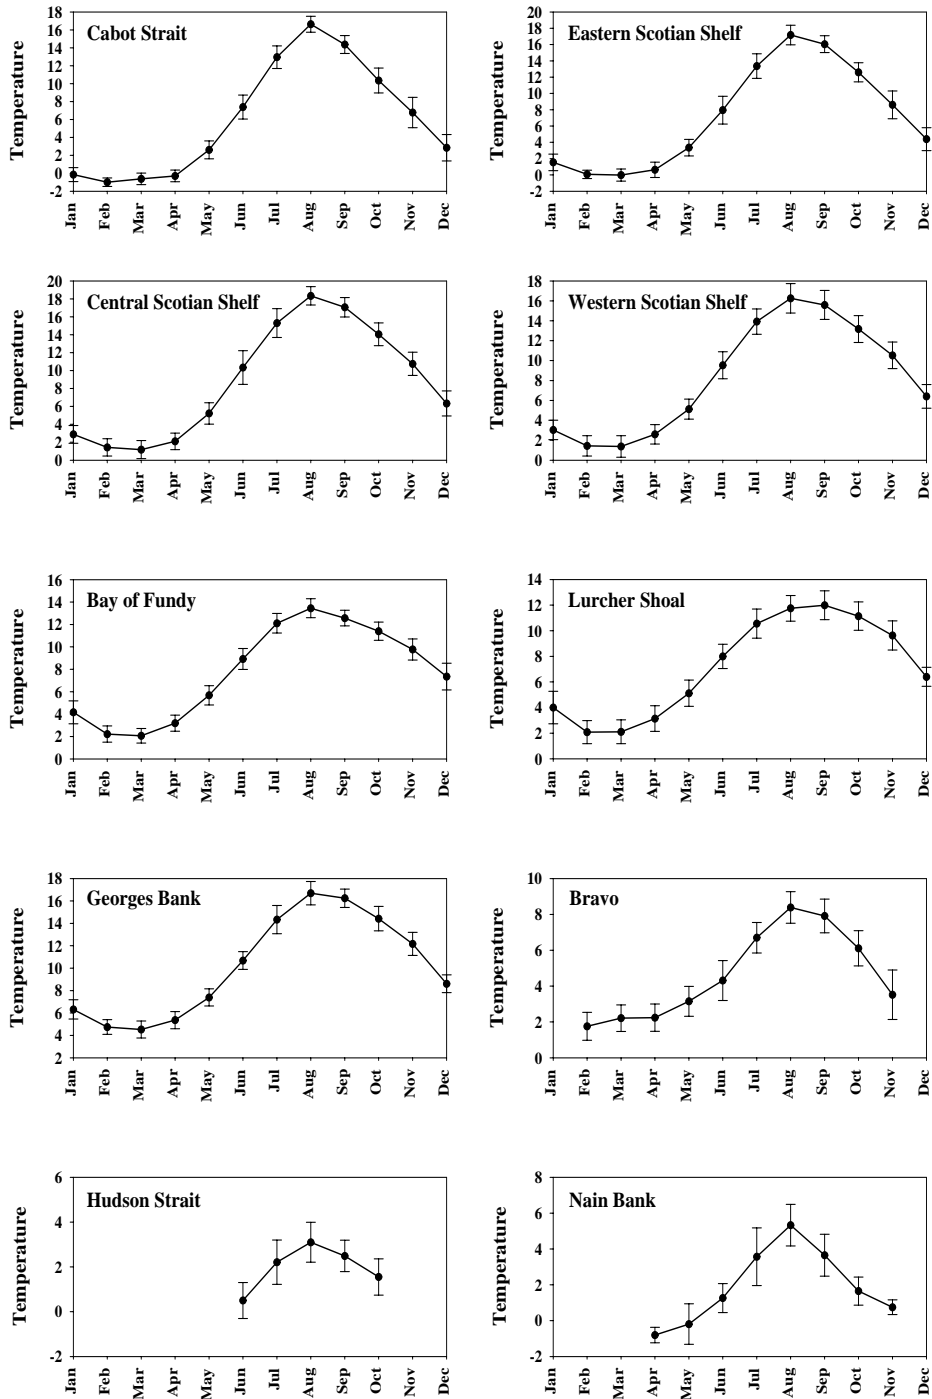 Cabot Strait
Temperature
18
16
14
12
10
8
6
4
2
0
-2
Jan Feb Mar Apr May Jun Jul Aug Sep Oct Nov Dec
Eastern Scotian Shelf
Temperature
20
18
16
14
12
10
8
6
4
2
0
-2
Jan Feb Mar Apr May Jun Jul Aug Sep Oct Nov Dec
Central Scotian Shelf
Temperature
20
18
16
14
12
10
8
6
4
2
0
Jan Feb Mar Apr May Jun Jul Aug Sep Oct Nov Dec
Western Scotian Shelf
Temperature
18
16
14
12
10
8
6
4
2
0
Jan Feb Mar Apr May Jun Jul Aug Sep Oct Nov Dec
Bay of Fundy
Temperature
16
14
12
10
8
6
4
2
0
Jan Feb Mar Apr May Jun Jul Aug Sep Oct Nov Dec
Lurcher Shoal
Temperature
14
12
10
8
6
4
2
0
Jan Feb Mar Apr May Jun Jul Aug Sep Oct Nov Dec
Georges Bank
Temperature
18
16
14
12
10
8
6
4
2
Jan Feb Mar Apr May Jun Jul Aug Sep Oct Nov Dec
Bravo
Temperature
10
8
6
4
2
0
Jan Feb Mar Apr May Jun Jul Aug Sep Oct Nov Dec
Hudson Strait
Temperature
6
4
2
0
-2
Jan Feb Mar Apr May Jun Jul Aug Sep Oct Nov Dec
Nain Bank
Temperature
8
6
4
2
0
-2
Jan Feb Mar Apr May Jun Jul Aug Sep Oct Nov Dec